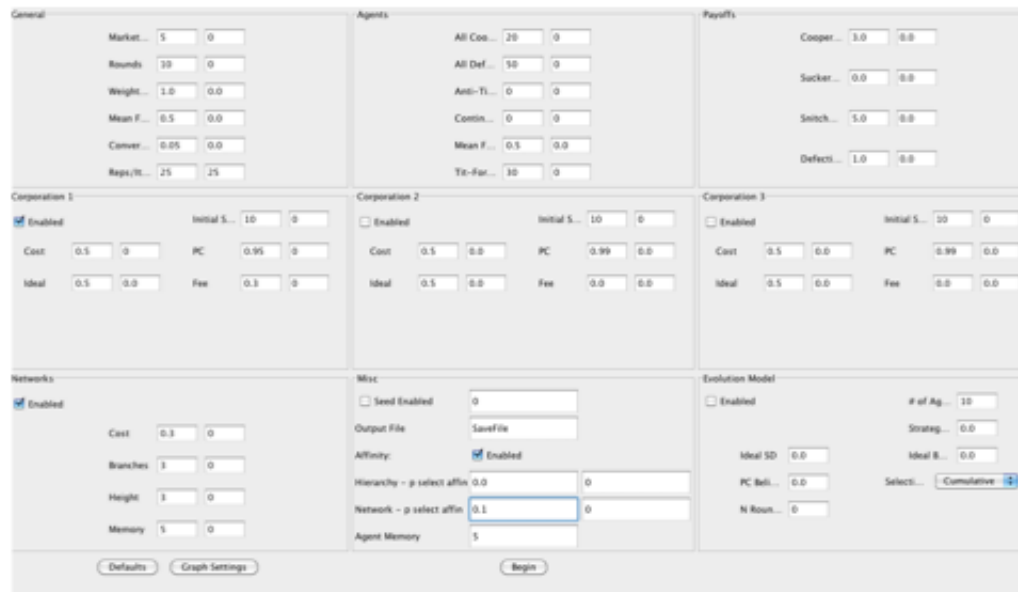 General
Market... 5 0
Rounds 10 0
Weight... 1.0 0.0
Mean F... 0.5 0.0
Conver... 0.05 0.0
Reps/It... 25 25
Agents
All Coo... 20 0
All Def... 50 0
Anti-Ti... 0 0
Contin... 0 0
Mean F... 0.5 0.0
Tit-For... 30 0
Payoffs
Cooper... 3.0 0.0
Sucker... 0.0 0.0
Snitch... 5.0 0.0
Defecti... 1.0 0.0
Corporation 1
Enabled Initial S... 10 0
Cost 0.5 0 PC 0.95 0
Ideal 0.5 0.0 Fee 0.3 0
Corporation 2
Enabled Initial S... 10 0
Cost 0.5 0.0 PC 0.99 0.0
Ideal 0.5 0.0 Fee 0.0 0.0
Corporation 3
Enabled Initial S... 10 0
Cost 0.5 0.0 PC 0.99 0.0
Ideal 0.5 0.0 Fee 0.0 0.0
Networks
Enabled
Cost 0.3 0
Branches 3 0
Height 3 0
Memory 5 0
Misc
Seed Enabled 0
Output File SaveFile
Affinity: Enabled
Hierarchy - p select affin 0.0 0
Network - p select affin 0.1 0
Agent Memory 5
Evolution Model
Enabled # of Ag... 10
Strateg... 0.0
Ideal SD 0.0 Ideal B... 0.0
PC Beli... 0.0 Selecti... Cumulative
N Roun... 0
Defaults Graph Settings Begin